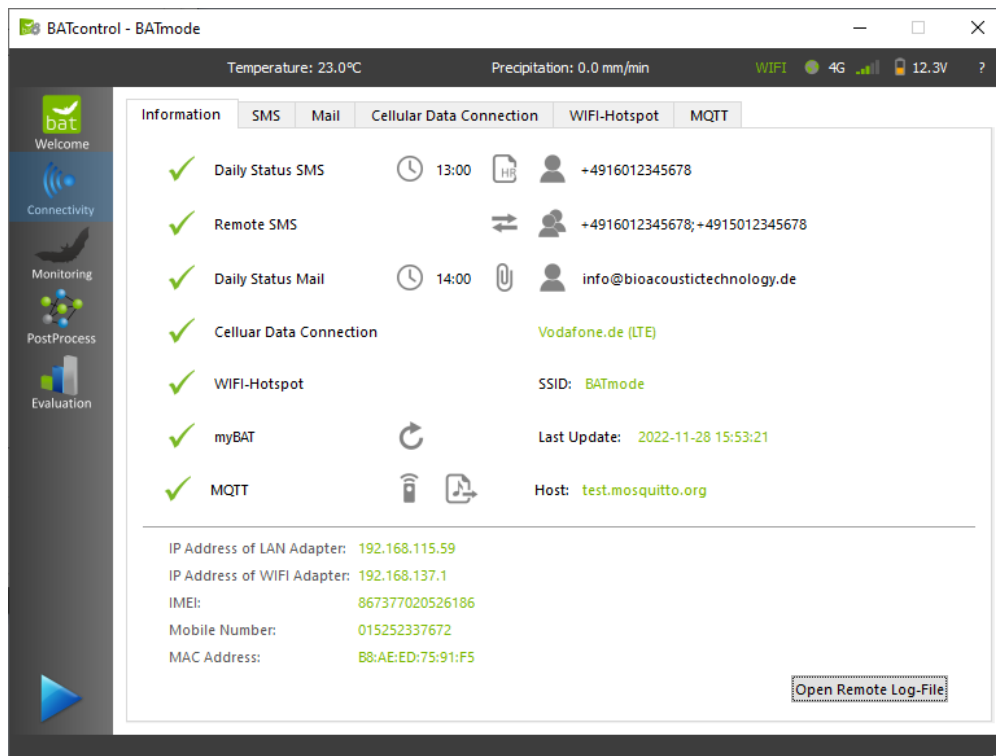 BATcontrol - BATmode
Temperature: 23.0°C Precipitation: 0.0 mm/min WIFI 4G 12.3V ?
bat
Welcome
Connectivity
Monitoring
PostProcess
Evaluation
Information SMS Mail Cellular Data Connection WIFI-Hotspot MQTT
Daily Status SMS 13:00 HR +4916012345678
Remote SMS +4916012345678;+4915012345678
Daily Status Mail 14:00 info@bioacoustictechnology.de
Celluar Data Connection Vodafone.de (LTE)
WIFI-Hotspot SSID: BATmode
myBAT Last Update: 2022-11-28 15:53:21
MQTT Host: test.mosquitto.org
IP Address of LAN Adapter: 192.168.115.59
IP Address of WIFI Adapter: 192.168.137.1
IMEI: 867377020526186
Mobile Number: 015252337672
MAC Address: B8:AE:ED:75:91:F5
Open Remote Log-File